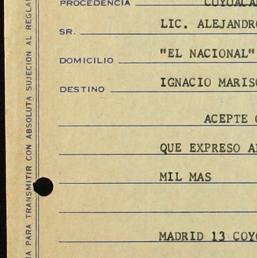 PROCEDENCIA COYOACA
SR. LIC. ALEJANDRO
DOMICILIO "EL NACIONAL"
DESTINO IGNACIO MARISC
ACEPTE
QUE EXPRESO A
MIL MAS
MADRID 13 COYO
PARA TRANSMITIR CON ABSOLUTA SUJECION AL REGLA